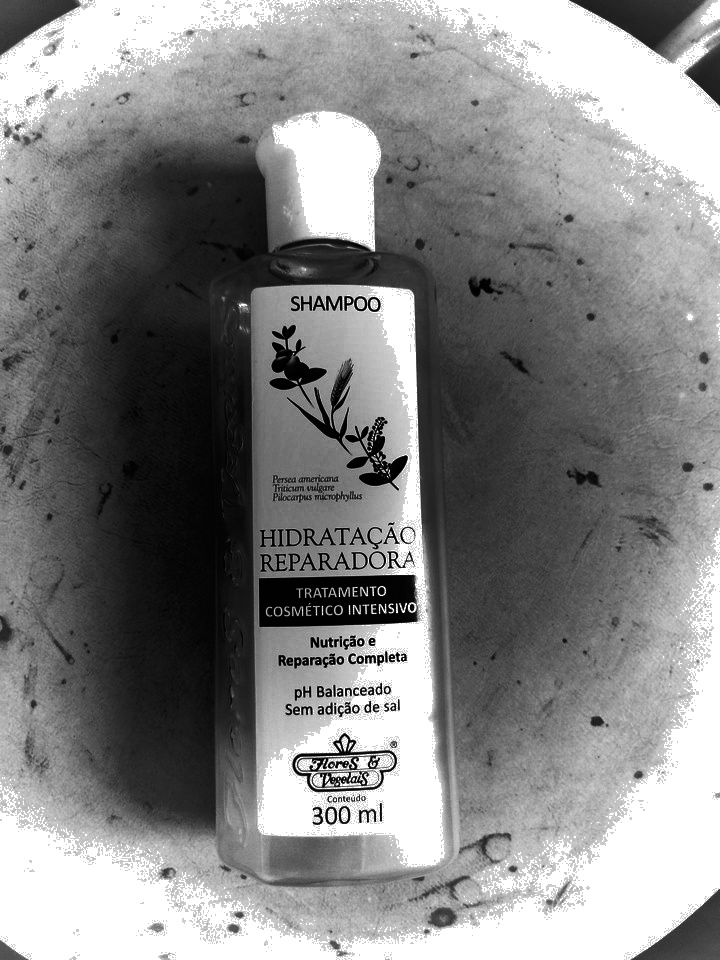 SHAMPOO
Persea americana
Triticum vulgare
Pilocarpus microphyllus
HIDRATAÇÃO
REPARADORA
TRATAMENTO
COSMÉTICO INTENSIVO
Nutrição e
Reparação Completa
pH Balanceado
Sem adição de sal
Flores &
Vegetais
®
Conteúdo
300 ml